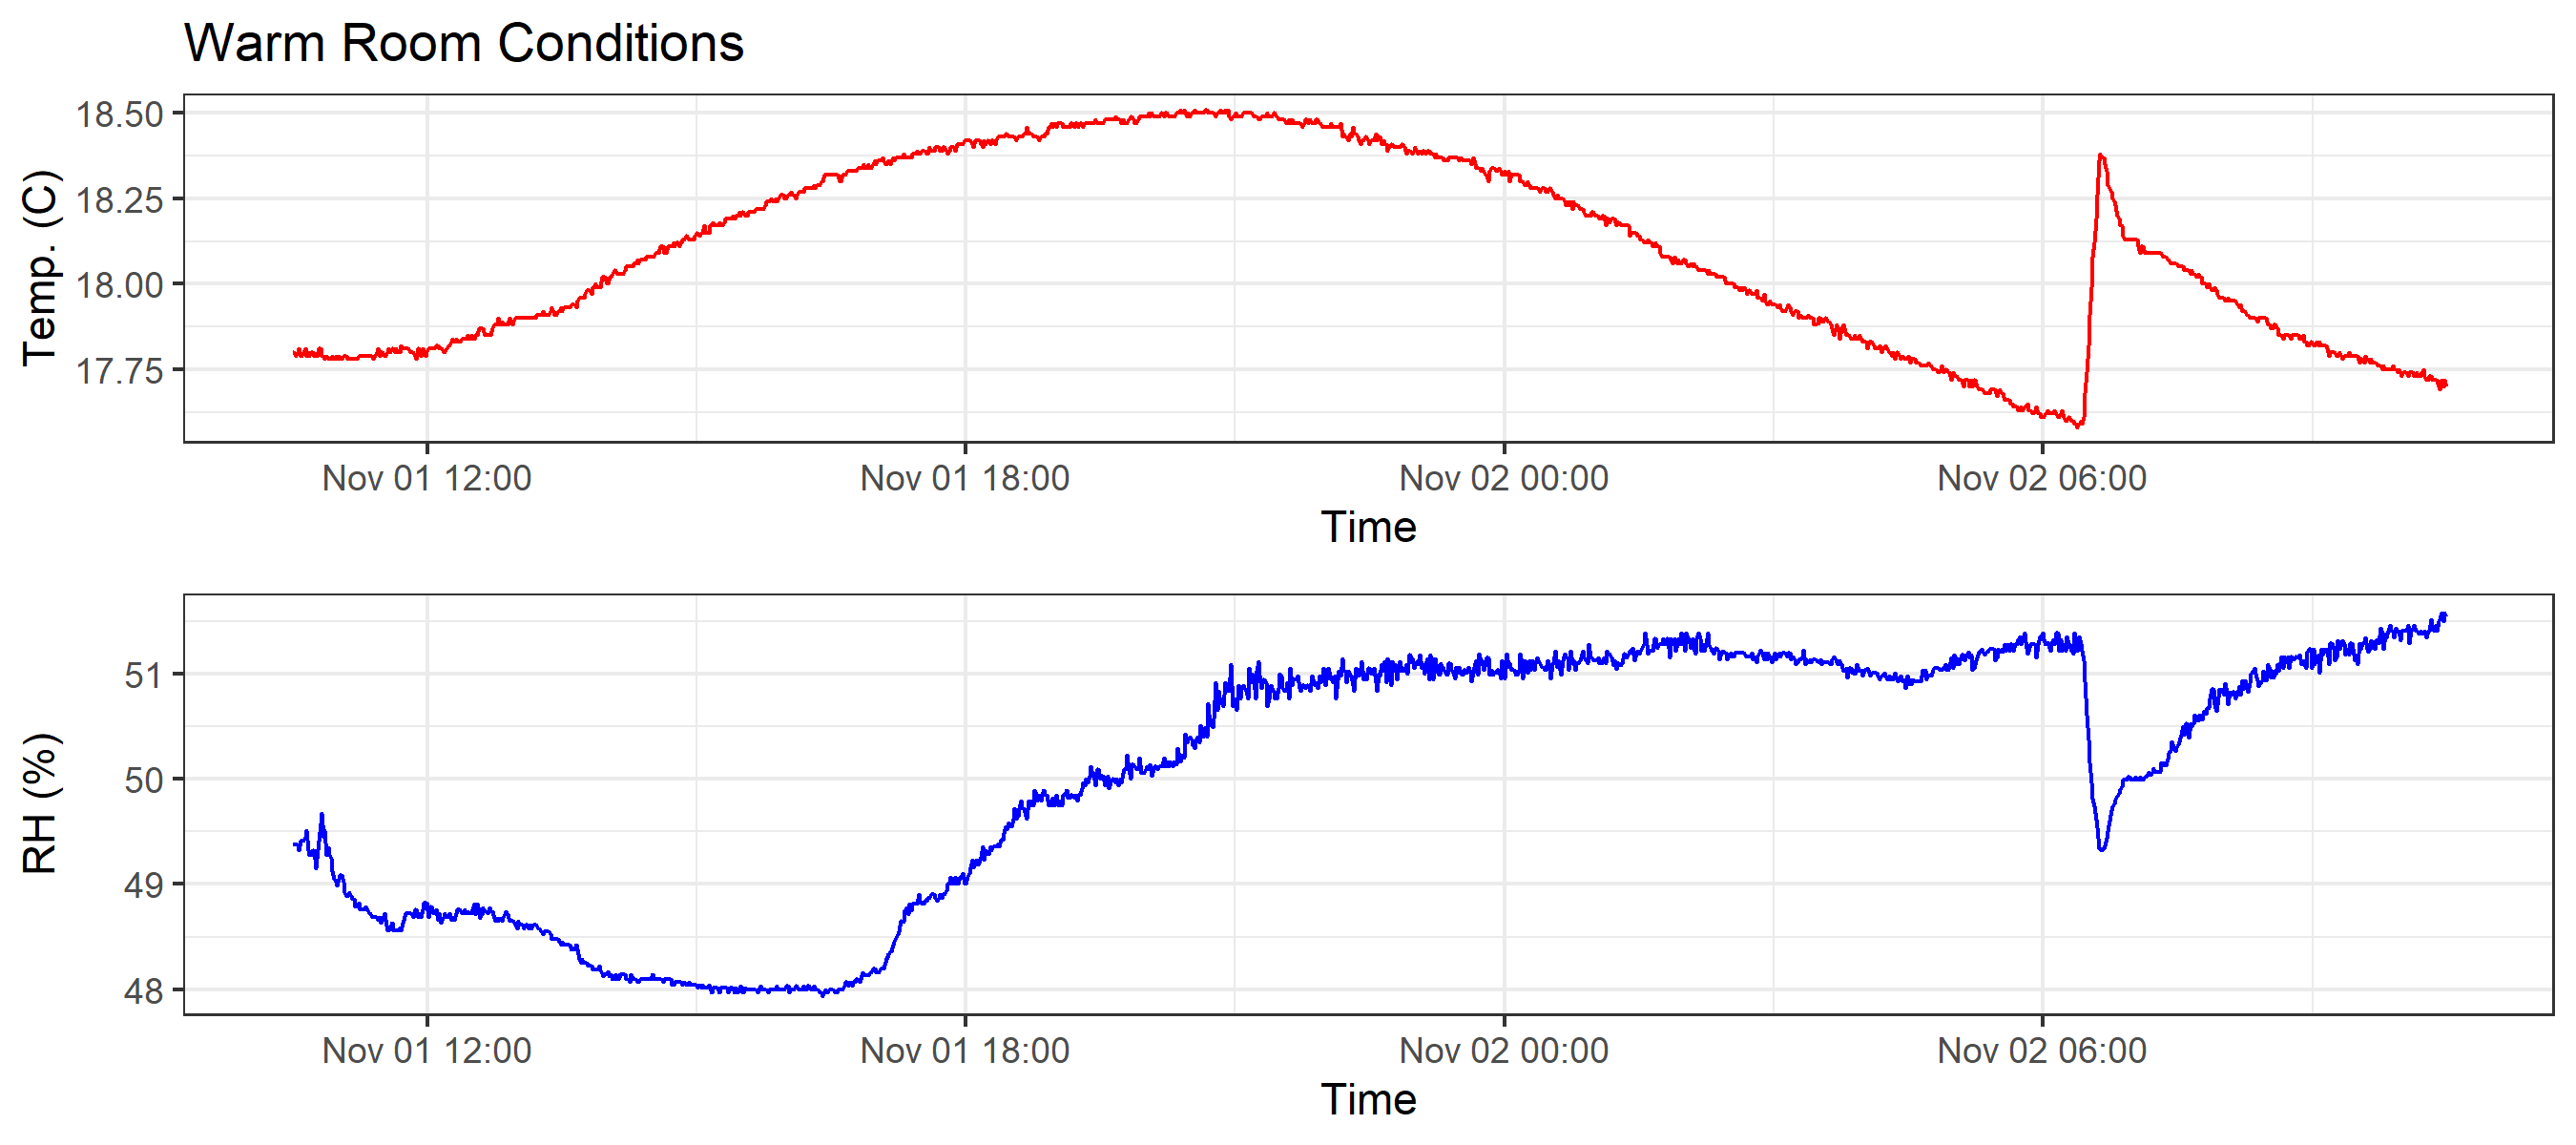 Warm Room Conditions
Temp. (C)
18.50
18.25
18.00
17.75
Nov 01 12:00 Nov 01 18:00 Nov 02 00:00 Nov 02 06:00
Time
RH (%)
51
50
49
48
Nov 01 12:00 Nov 01 18:00 Nov 02 00:00 Nov 02 06:00
Time